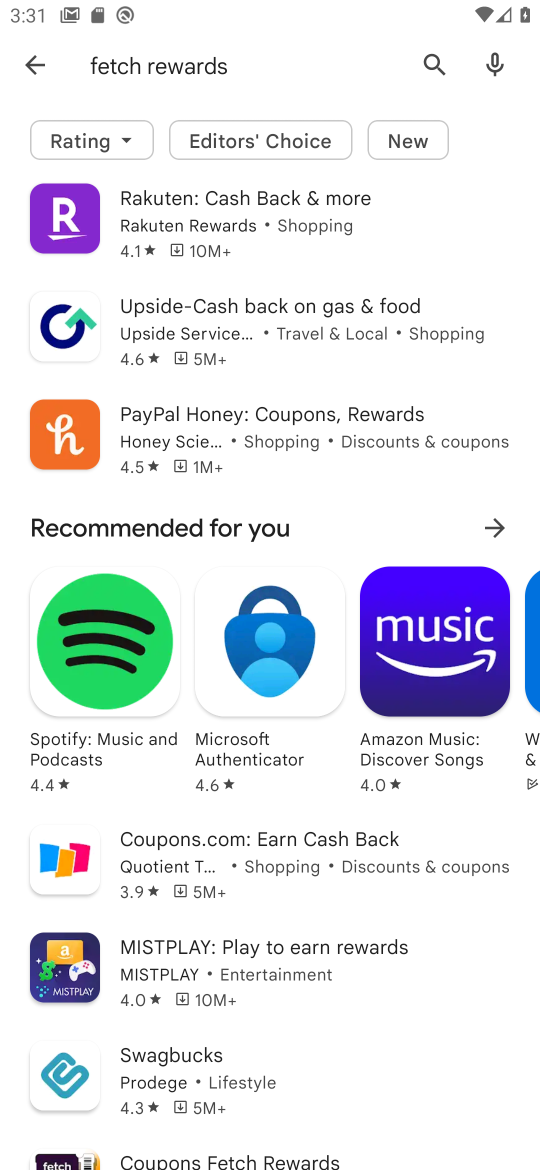 3:31
fetch rewards
Rating
Editors' Choice
New
R
Rakuten: Cash Back & more
Rakuten Rewards • Shopping
4.1★ 10M+
Upside-Cash back on gas & food
Upside Service... • Travel & Local • Shopping
4.6★ 5M+
h
PayPal Honey: Coupons, Rewards
Honey Scie... • Shopping • Discounts & coupons
4.5★ 1M+
Recommended for you
music
Spotify: Music and
Podcasts
4.4★
Microsoft
Authenticator
4.6★
Amazon Music:
Discover Songs
4.0★
W
&
Coupons.com: Earn Cash Back
Quotient T... • Shopping • Discounts & coupons
3.9★ 5M+
a
MISTPLAY
MISTPLAY: Play to earn rewards
MISTPLAY • Entertainment
4.0★ 10M+
Swagbucks
Prodege • Lifestyle
4.3★ 5M+
fetch
Coupons Fetch Rewards